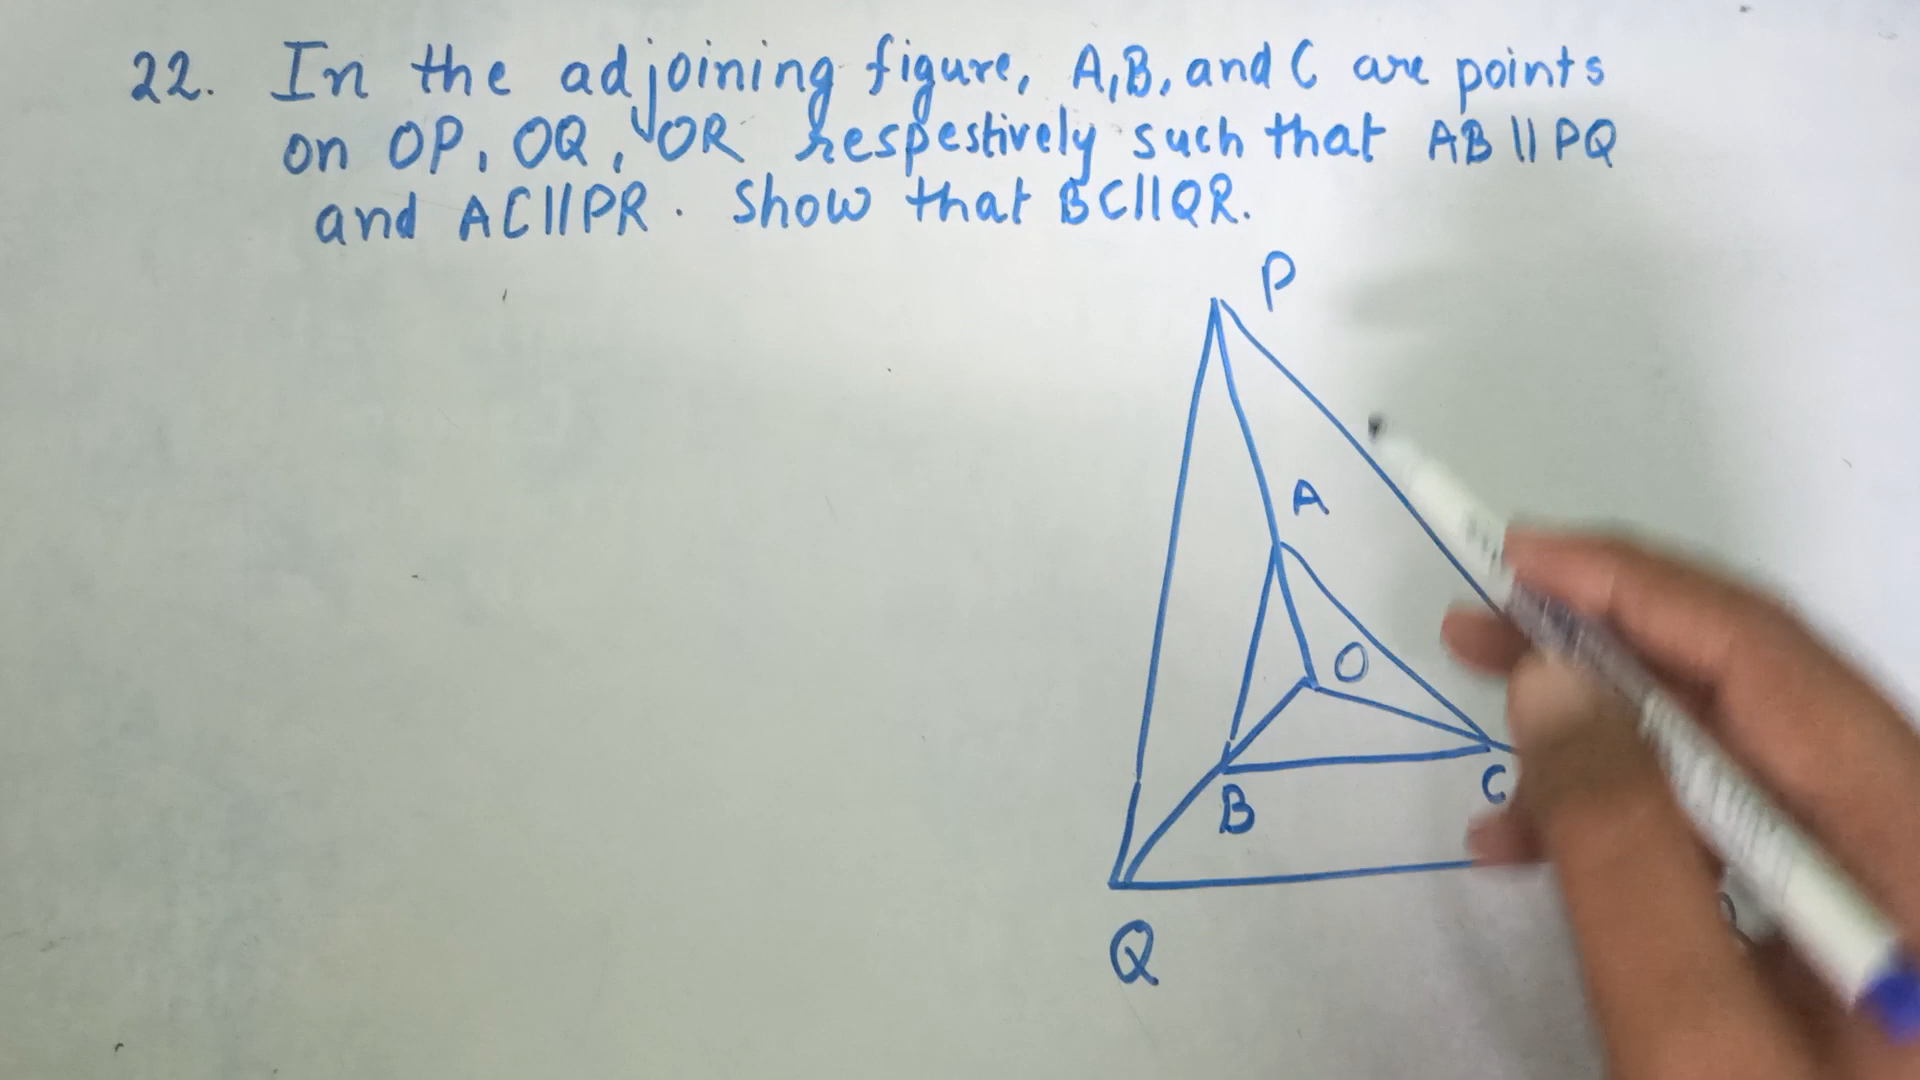 22. In the adjoining figure, A,B, and C are points
on OP, OQ, OR respestively such that AB || PQ
and AC||PR. Show that BC||QR.
P
A
O
B
C
Q